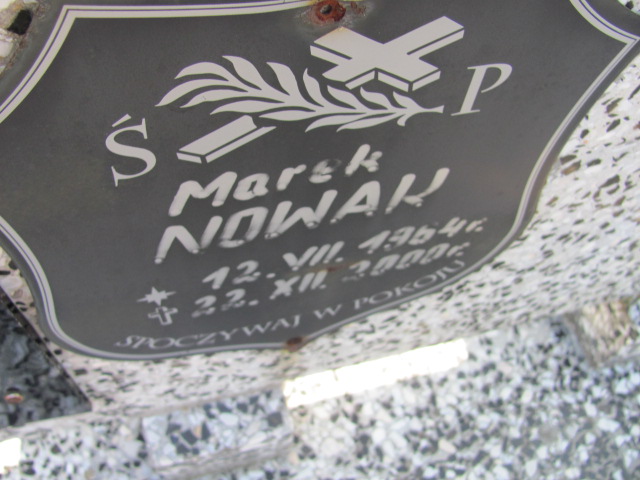 Ś P
Marek
NOWAK
12. VII. 1964r.
22. XII. 2000r.
SPOCZYWAJ W POKOJU